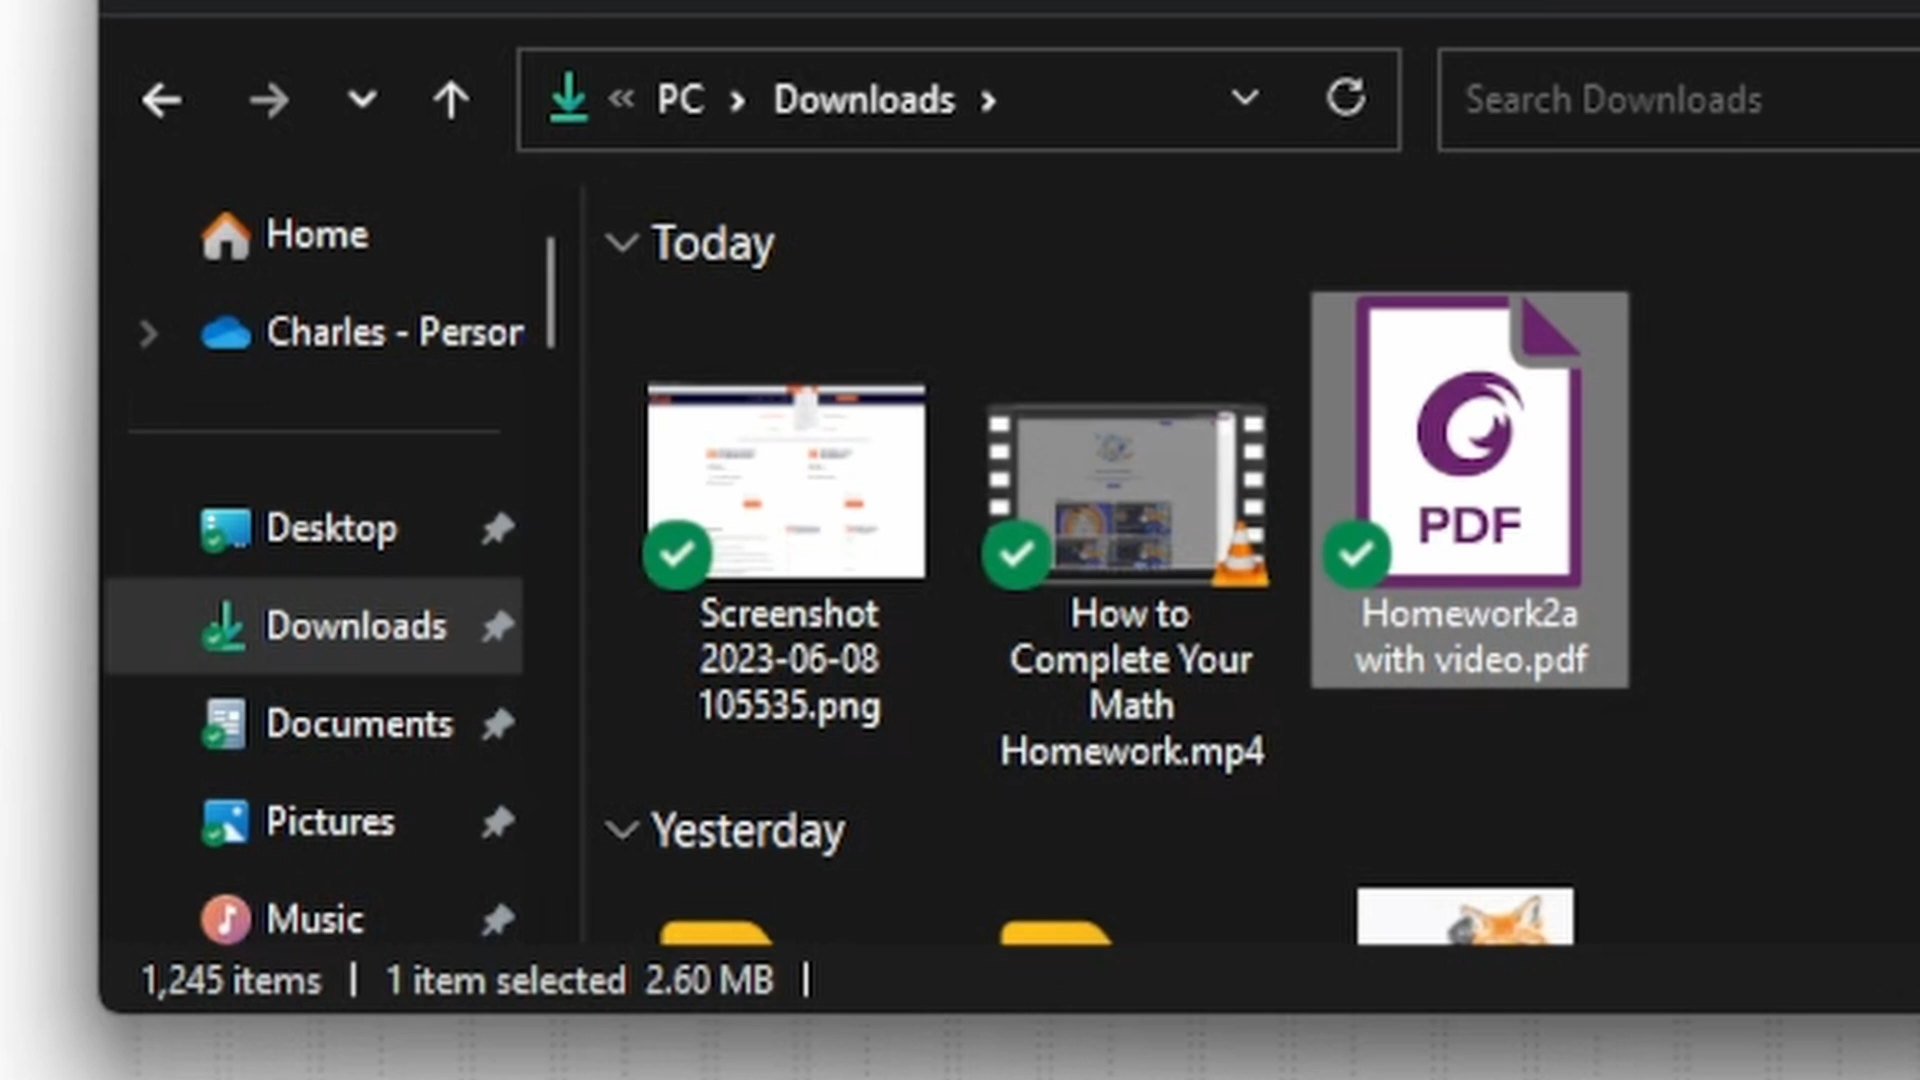 PC
Downloads
Search Downloads
Home
Charles - Person
Desktop
Downloads
Documents
Pictures
Music
Today
PDF
Screenshot
2023-06-08
105535.png
How to
Complete Your
Math
Homework.mp4
Homework2a
with video.pdf
Yesterday
1,245 items | 1 item selected 2.60 MB |